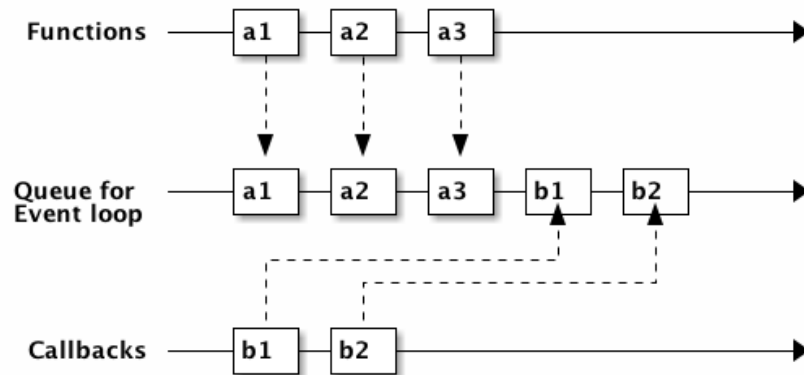 Functions a1 a2 a3
Queue for
Event loop
a1 a2 a3 b1 b2
Callbacks b1 b2